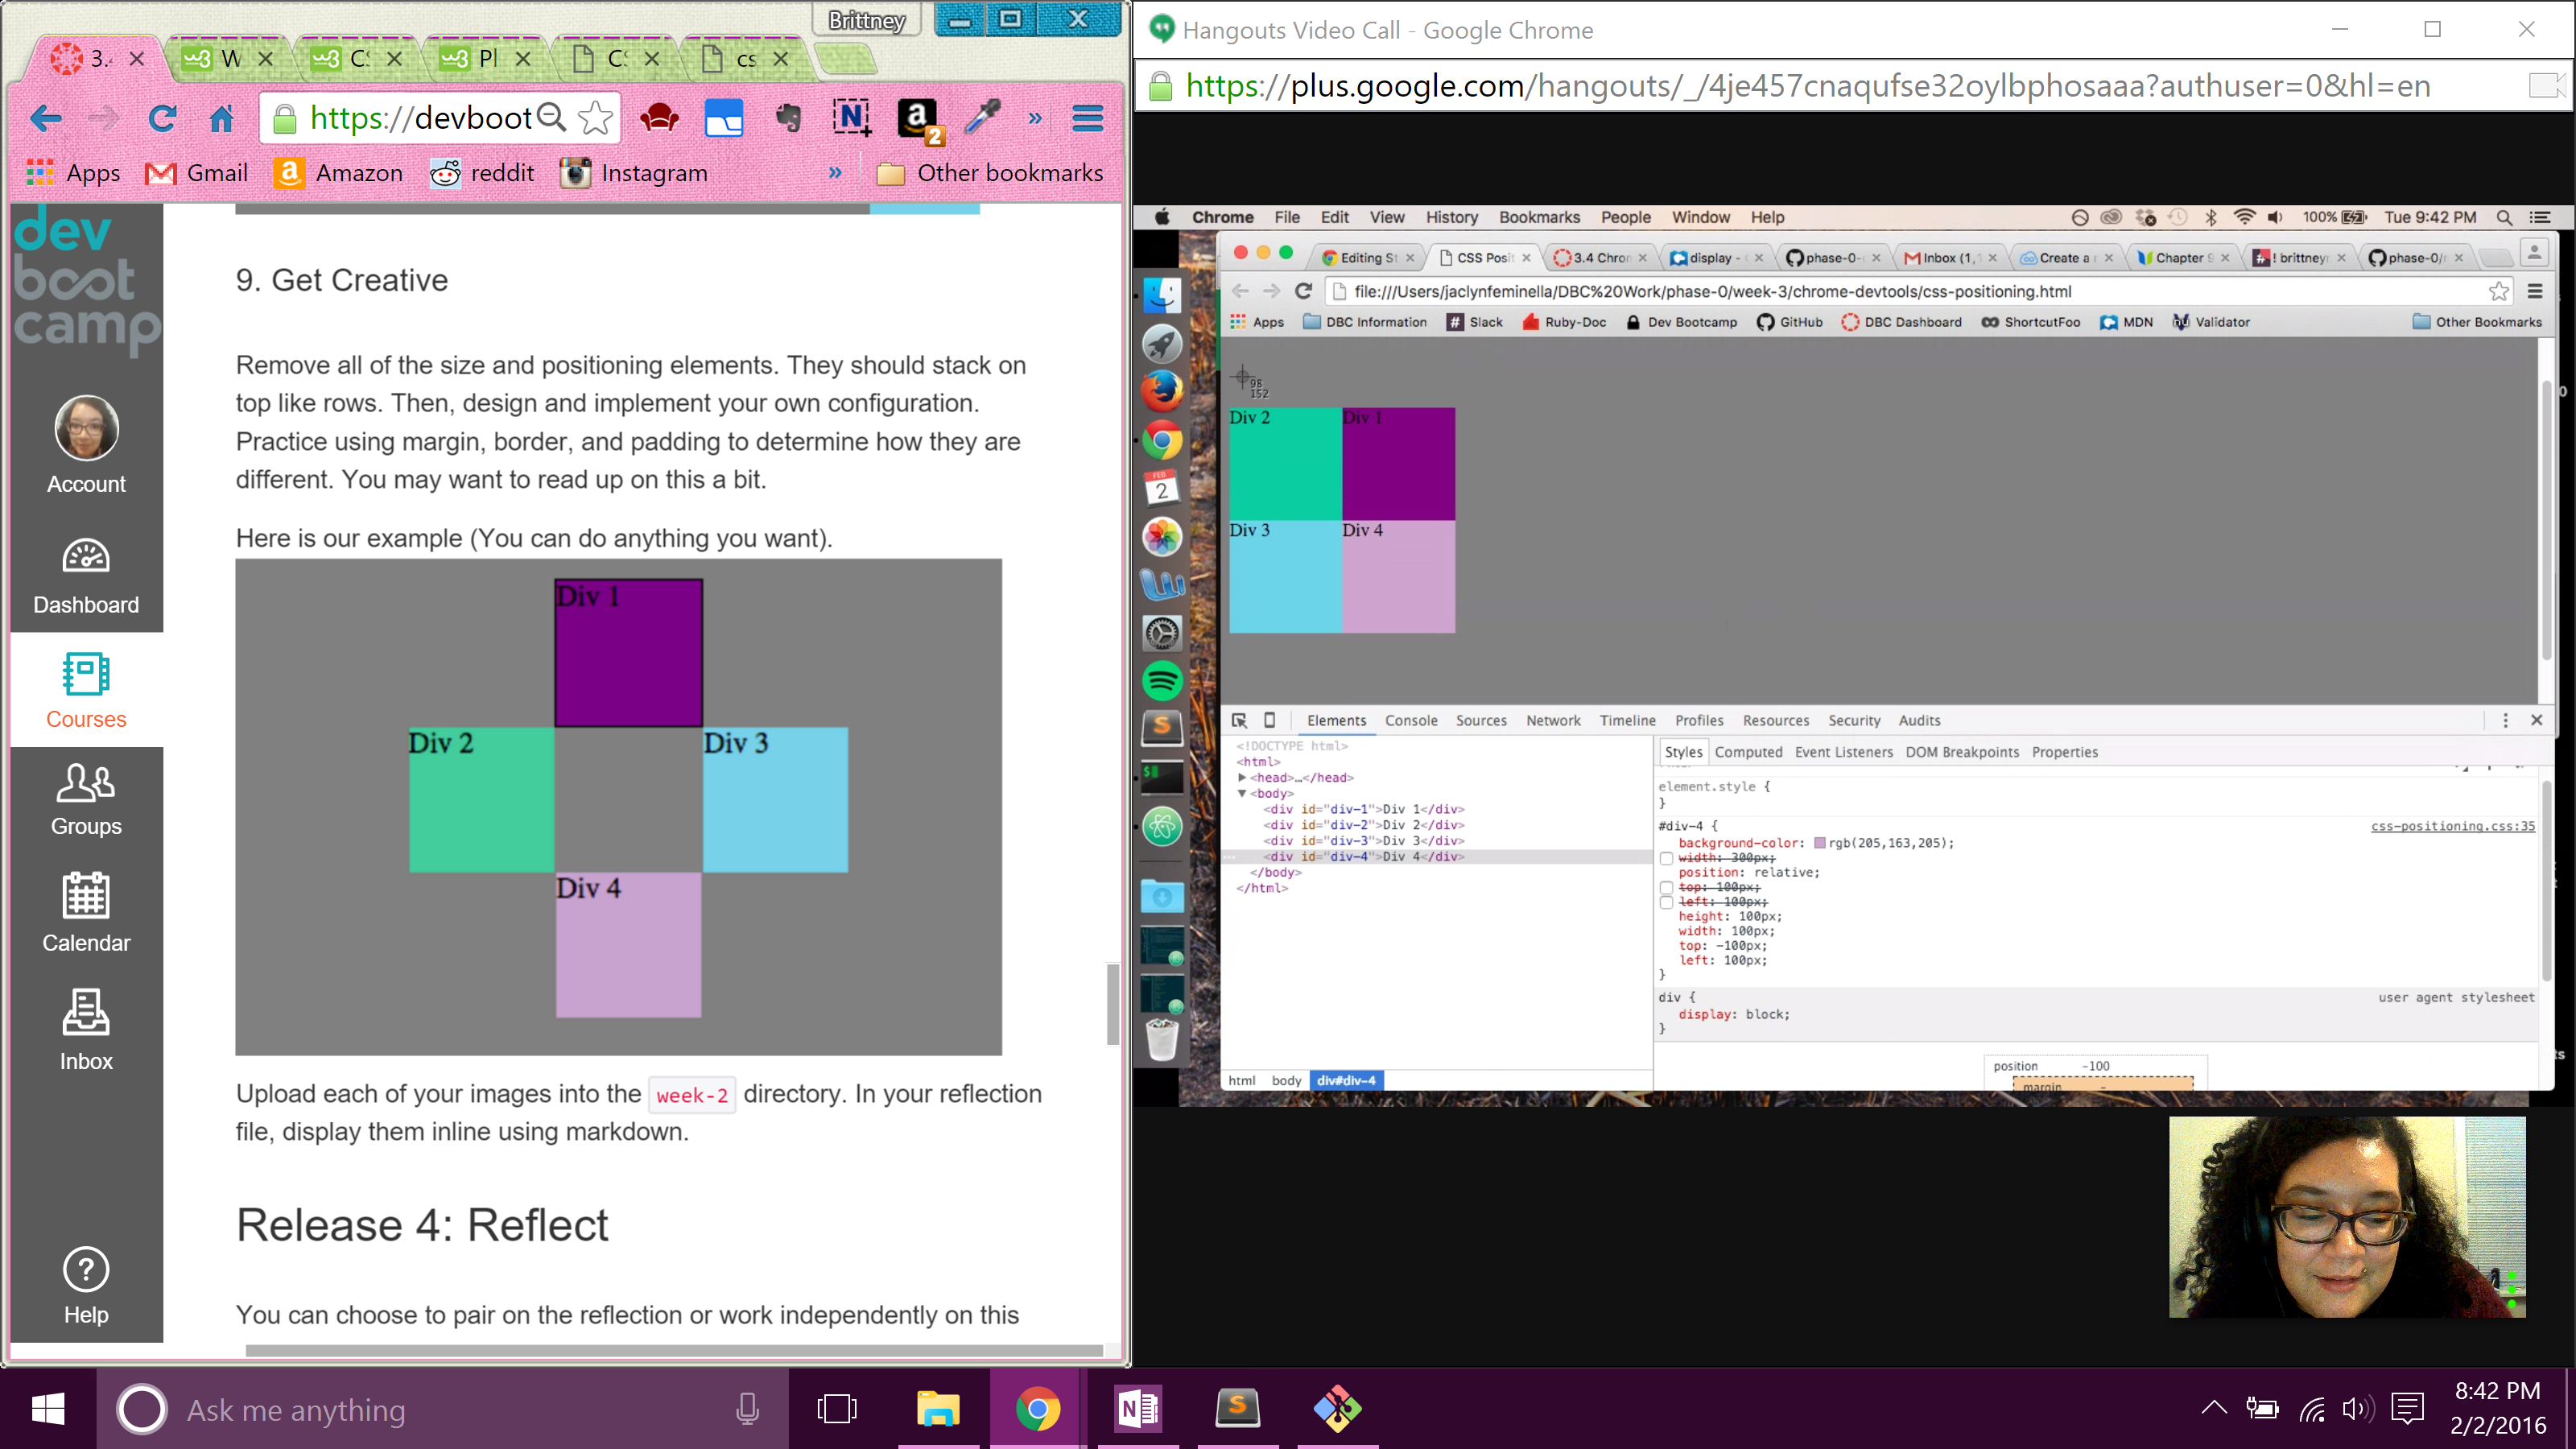 Brittney
3.
W
CS
Pl
CS
cs
https://devboot
2
Apps
Gmail
Amazon
reddit
Instagram
»
Other bookmarks
dev
boot
camp
Account
Dashboard
Courses
Groups
Calendar
Inbox
Help
9. Get Creative
Remove all of the size and positioning elements. They should stack on
top like rows. Then, design and implement your own configuration.
Practice using margin, border, and padding to determine how they are
different. You may want to read up on this a bit.
Here is our example (You can do anything you want).
Div 1
Div 2
Div 3
Div 4
Upload each of your images into the week-2 directory. In your reflection
file, display them inline using markdown.
Release 4: Reflect
You can choose to pair on the reflection or work independently on this
Hangouts Video Call - Google Chrome
https://plus.google.com/hangouts/_/4je457cnaqufse32oylbphosaaa?authuser=0&hl=en
Chrome File Edit View History Bookmarks People Window Help
100% Tue 9:42 PM
Editing St
CSS Posit
3.4 Chron
display -
phase-0-
Inbox (1,
Create a
Chapter 9
! brittney
phase-0/
file:///Users/jaclynfeminella/DBC%20Work/phase-0/week-3/chrome-devtools/css-positioning.html
Apps DBC Information Slack Ruby-Doc Dev Bootcamp GitHub DBC Dashboard ShortcutFoo MDN Validator Other Bookmarks
98
152
Div 2 Div 1
Div 3 Div 4
FEB
2
Elements Console Sources Network Timeline Profiles Resources Security Audits
<!DOCTYPE html>
<html>
<head>…</head>
<body>
<div id="div-1">Div 1</div>
<div id="div-2">Div 2</div>
<div id="div-3">Div 3</div>
<div id="div-4">Div 4</div>
</body>
</html>
html body div#div-4
Styles Computed Event Listeners DOM Breakpoints Properties
element.style {
}
#div-4 { css-positioning.css:35
background-color: rgb(205,163,205);
width: 300px;
position: relative;
top: 100px;
left: 100px;
height: 100px;
width: 100px;
top: -100px;
left: 100px;
}
div { user agent stylesheet
display: block;
}
position -100
margin -
Ask me anything
8:42 PM
2/2/2016